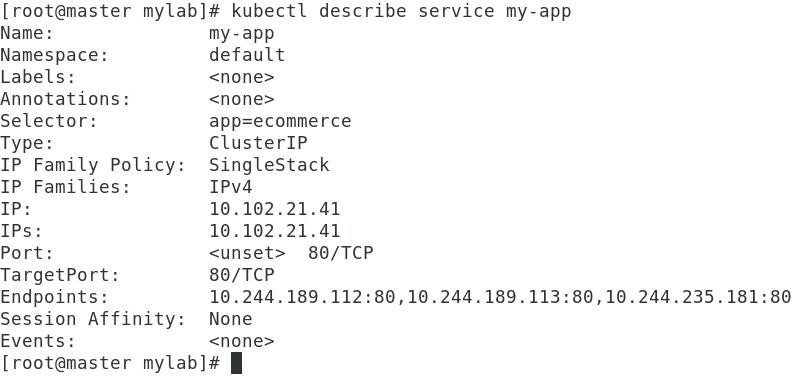 [root@master mylab]# kubectl describe service my-app
Name:              my-app
Namespace:         default
Labels:            <none>
Annotations:       <none>
Selector:          app=ecommerce
Type:              ClusterIP
IP Family Policy:  SingleStack
IP Families:       IPv4
IP:                10.102.21.41
IPs:               10.102.21.41
Port:              <unset>  80/TCP
TargetPort:        80/TCP
Endpoints:         10.244.189.112:80,10.244.189.113:80,10.244.235.181:80
Session Affinity:  None
Events:            <none>
[root@master mylab]#